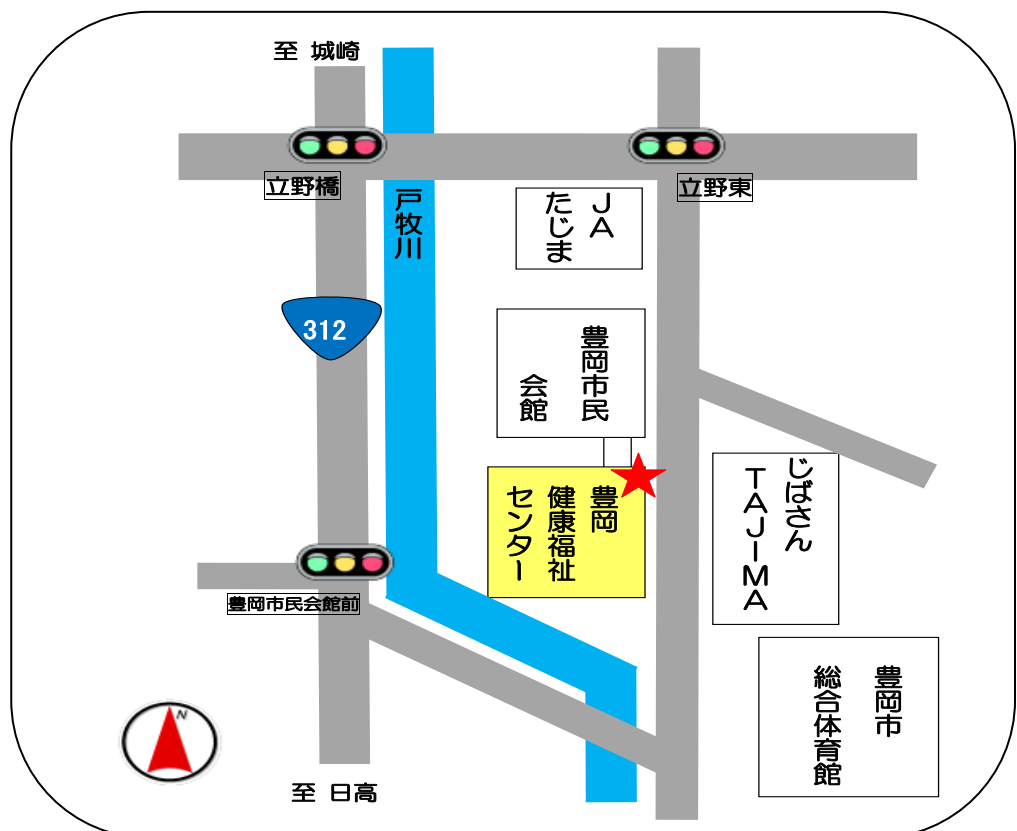 至 城崎
立野橋
立野東
戸牧川
JA
たじま
312
豊岡市民
会館
豊岡
健康福祉
センター
じばさん
TAJIMA
豊岡市民会館前
豊岡市
総合体育館
N
至 日高